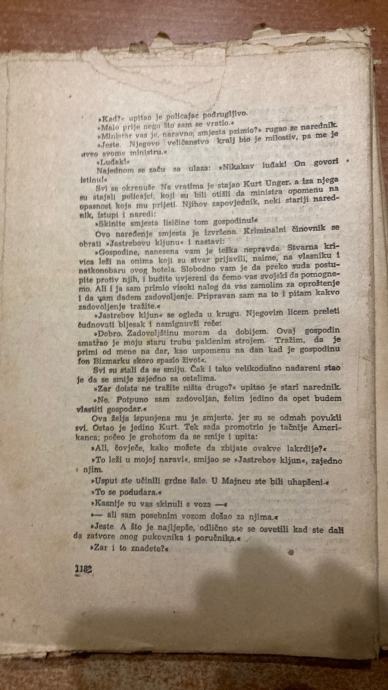 »Kad?« upitao je policajac podrugljivo.
»Malo prije nego što sam se vratio.«
»Ministar vas je, naravno, smjesta primio?« rugao se narednik.
»Jeste. Njegovo veličanstvo kralj bio je milostiv, pa me je
uveo svome ministru.«
»Luđak!«
Najednom se začu sa ulaza: »Nikakav luđak! On govori
istinu!«
Svi se okrenuše. Na vratima je stajao Kurt Unger, a iza njega
su stajali policajci, koji su bili otišli da ministra opomenu na
opasnost koja mu prijeti. Njihov zapovjednik, neki stariji nared-
nik, istupi i naredi:
»Skinite smjesta lisičine tom gospodinu!«
Ovo naređenje smjesta je izvršeno. Kriminalni činovnik se
obrati »Jastrebovu kljunu« i nastavi:
»Gospodine, nanesena vam je teška nepravda. Stvarna kri-
vica leži na onima koji su stvar prijavili, naime, na vlasniku i
natkonobaru ovog hotela. Slobodno vam je da preko suda postu-
pite protiv njih, i budite uvjereni da ćemo vas svojski da pomogne-
mo. Ali i ja sam primio visoki nalog da vas zamolim za oproštenje
i da vam dadem zadovoljenje. Pripravan sam na to i pitam kakvo
zadovoljenje tražite.«
»Jastrebov kljun« se ogleda u krugu. Njegovim licem preleti
čudnovati bljesak i namignuvši reče:
»Dobro. Zadovoljštinu moram da dobijem. Ovaj gospodin
smatrao je moju staru trubu paklenim strojem. Tražim, da je
primi od mene na dar, kao uspomenu na dan kad je gospodinu
fon Bizmarku skoro spasio život«.
Svi su stali da se smiju. Čak i tako velikodušno nadareni stao
je da se smije zajedno sa ostalima.
»Zar doista ne tražite ništa drugo?« upitao je stari narednik.
»Ne. Potpuno sam zadovoljan, želim jedino da opet budem
vlastiti gospodar.«
Ova želja ispunjena mu je smjesta, jer su se odmah povukli
svi. Ostao je jedino Kurt. Tek sada promotrio je tačnije Ameri-
kanca; počeo je grohotom da se smije i upita:
»Ali, čovječe, kako možete da zbijate ovakve lakrdije?«
»To leži u mojoj naravi«, smijao se »Jastrebov kljun«, zajedno
s njim.
»Usput ste učinili grdne šale. U Majncu ste bili uhapšeni.«
»To se podudara.«
»Kasnije su vas skinuli s voza —«
»— ali sam posebnim vozom došao za njima.«
»Jeste. A što je najljepše, odlično ste se osvetili kad ste dali
da zatvore onog pukovnika i poručnika.«
»Zar i to znadete?«
1182